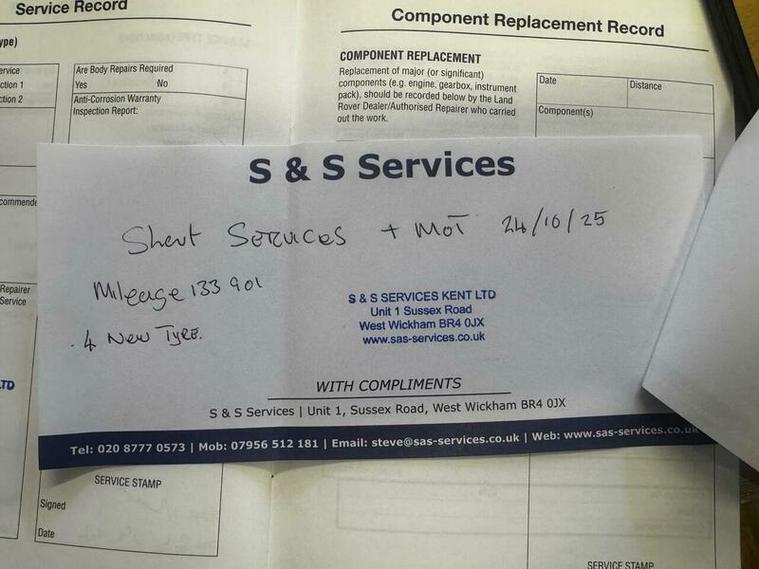 Service Record
ype)
ervice
ction 1
ction 2
Are Body Repairs Required
Yes No
Anti-Corrosion Warranty
Inspection Report:
commende
Repairer
Service
TD
Component Replacement Record
COMPONENT REPLACEMENT
Replacement of major (or significant)
components (e.g. engine, gearbox, instrument
pack), should be recorded below by the Land
Rover Dealer/Authorised Repairer who carried
out the work.
Date Distance
Component(s)
S & S Services
Short Services + MOT 24/10/25
Mileage 133 901
4 New Tyre.
S & S SERVICES KENT LTD
Unit 1 Sussex Road
West Wickham BR4 0JX
www.sas-services.co.uk
WITH COMPLIMENTS
S & S Services | Unit 1, Sussex Road, West Wickham BR4 0JX
Tel: 020 8777 0573 | Mob: 07956 512 181 | Email: steve@sas-services.co.uk | Web: www.sas-services.co.uk
SERVICE STAMP
Signed
Date
SERVICE STAMP